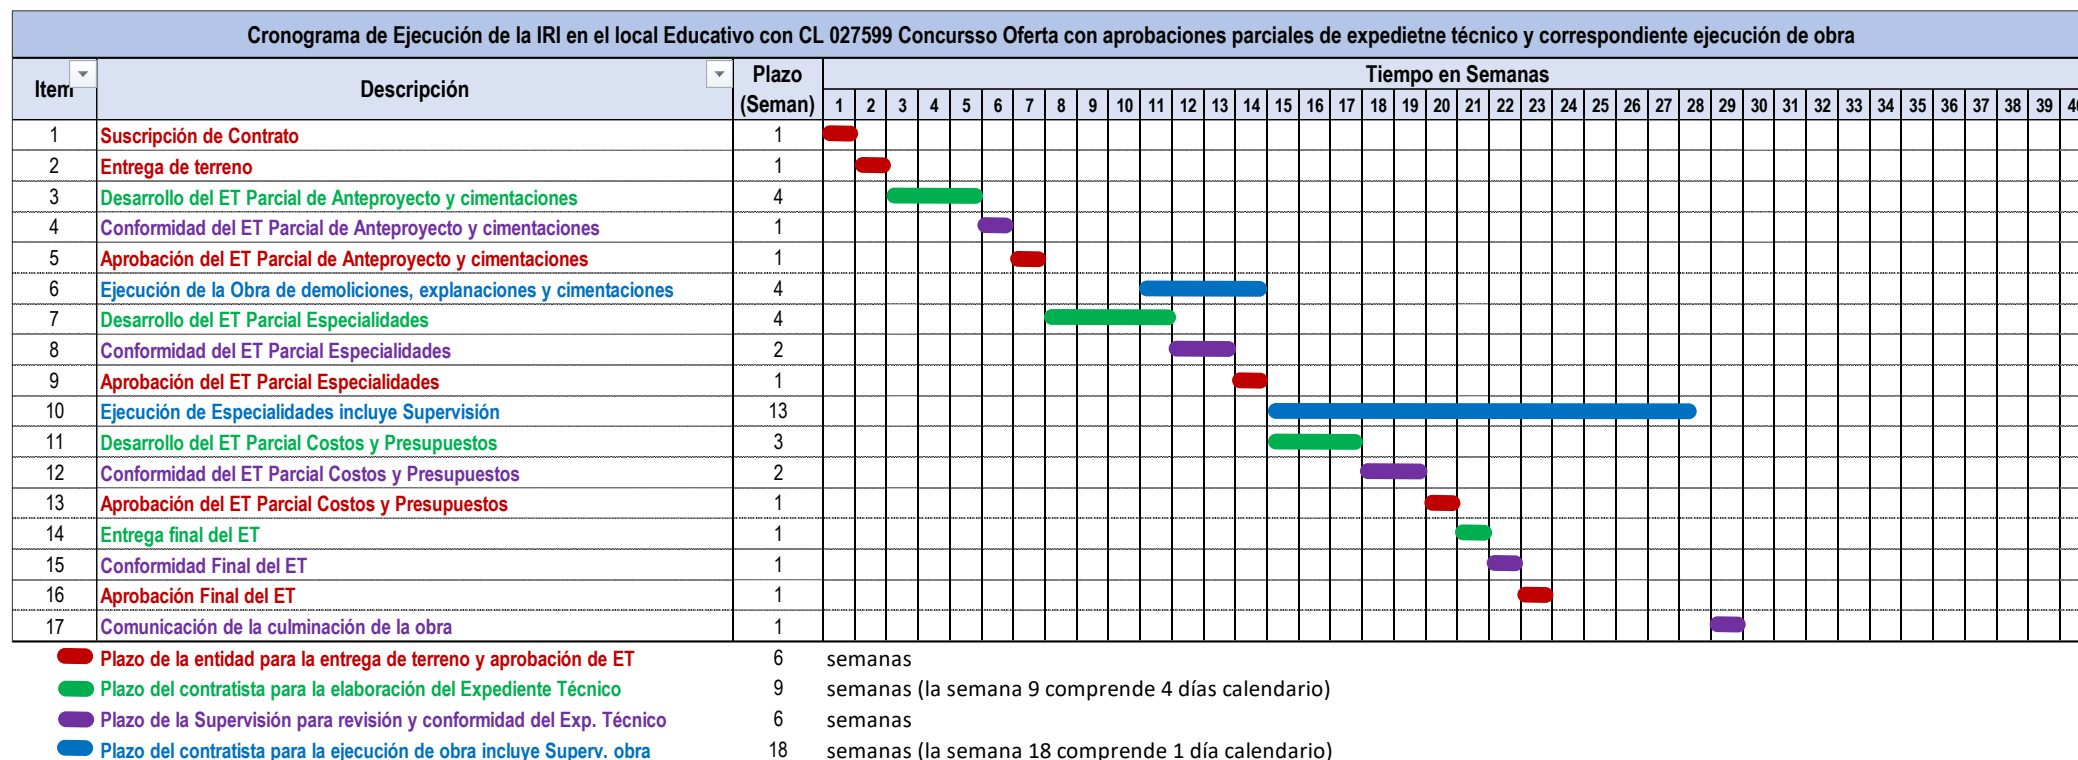 Cronograma de Ejecución de la IRI en el local Educativo con CL 027599 Concursso Oferta con aprobaciones parciales de expedietne técnico y correspondiente ejecución de obra
Item Descripción Plazo (Seman) Tiempo en Semanas
1 2 3 4 5 6 7 8 9 10 11 12 13 14 15 16 17 18 19 20 21 22 23 24 25 26 27 28 29 30 31 32 33 34 35 36 37 38 39 40
1 Suscripción de Contrato 1
2 Entrega de terreno 1
3 Desarrollo del ET Parcial de Anteproyecto y cimentaciones 4
4 Conformidad del ET Parcial de Anteproyecto y cimentaciones 1
5 Aprobación del ET Parcial de Anteproyecto y cimentaciones 1
6 Ejecución de la Obra de demoliciones, explanaciones y cimentaciones 4
7 Desarrollo del ET Parcial Especialidades 4
8 Conformidad del ET Parcial Especialidades 2
9 Aprobación del ET Parcial Especialidades 1
10 Ejecución de Especialidades incluye Supervisión 13
11 Desarrollo del ET Parcial Costos y Presupuestos 3
12 Conformidad del ET Parcial Costos y Presupuestos 2
13 Aprobación del ET Parcial Costos y Presupuestos 1
14 Entrega final del ET 1
15 Conformidad Final del ET 1
16 Aprobación Final del ET 1
17 Comunicación de la culminación de la obra 1
Plazo de la entidad para la entrega de terreno y aprobación de ET 6 semanas
Plazo del contratista para la elaboración del Expediente Técnico 9 semanas (la semana 9 comprende 4 días calendario)
Plazo de la Supervisión para revisión y conformidad del Exp. Técnico 6 semanas
Plazo del contratista para la ejecución de obra incluye Superv. obra 18 semanas (la semana 18 comprende 1 día calendario)